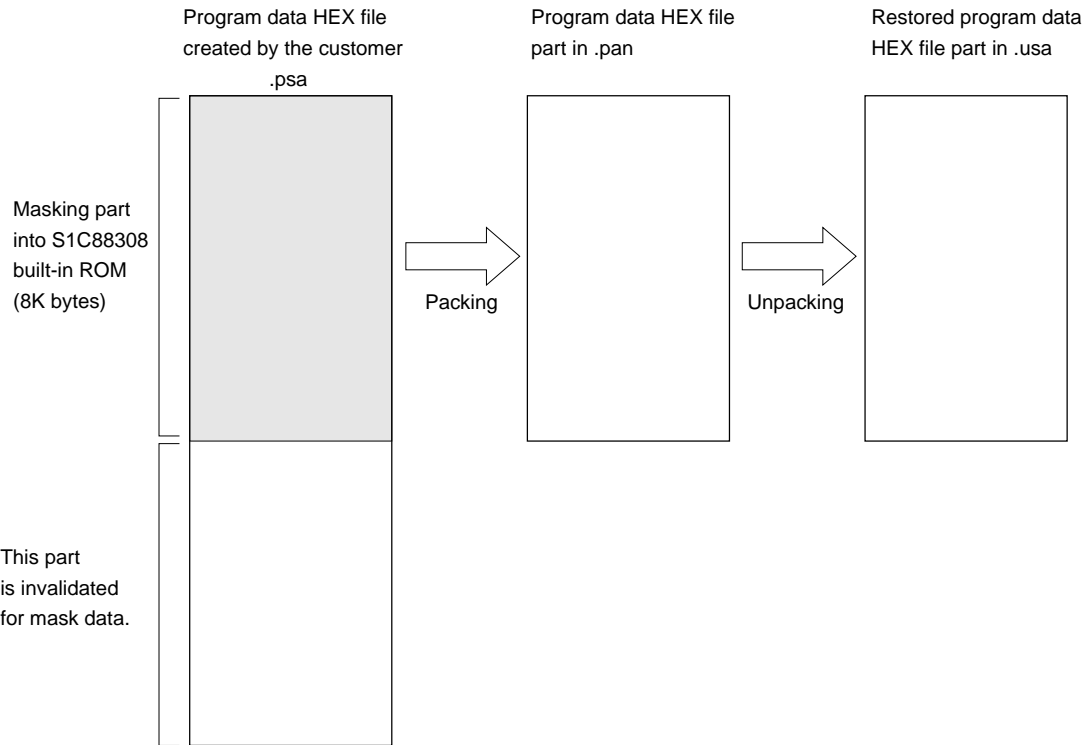 Program data HEX file
created by the customer
.psa
Program data HEX file
part in .pan
Restored program data
HEX file part in .usa
Masking part
into S1C88308
built-in ROM
(8K bytes)
Packing
Unpacking
This part
is invalidated
for mask data.